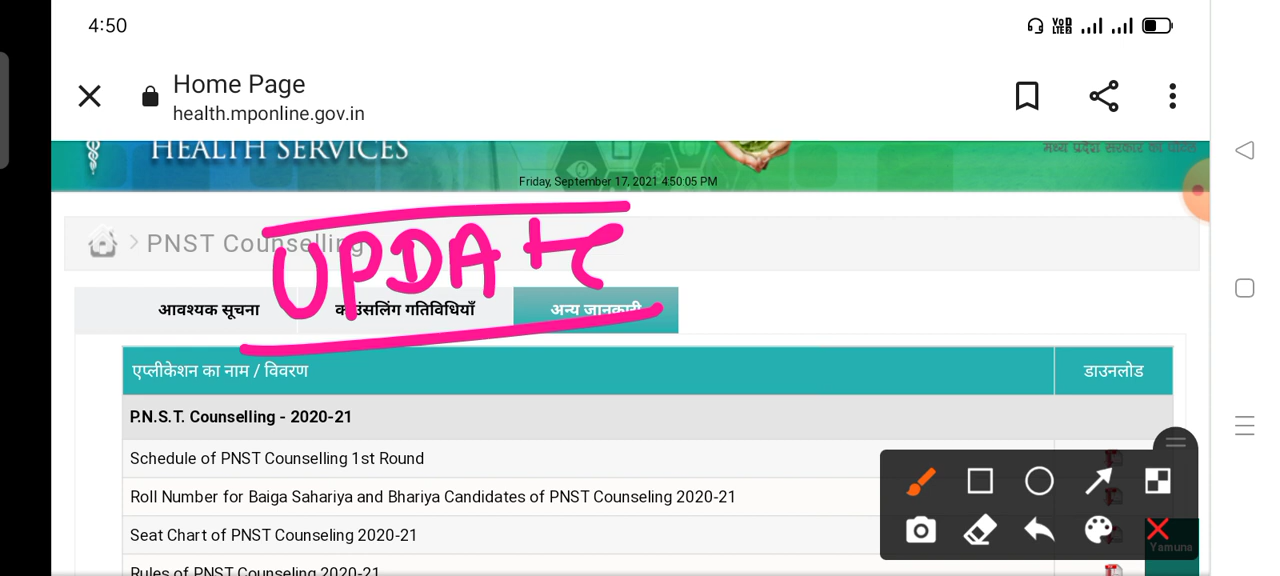 4:50
VoD LTEB
Home Page
health.mponline.gov.in
HEALTH SERVICES
Friday, September 17, 2021 4:50:05 PM
PNST Counselling
UPDATE
आवश्यक सूचना काउंसलिंग गतिविधियाँ अन्य जानकारी
एप्लीकेशन का नाम / विवरण डाउनलोड
P.N.S.T. Counselling - 2020-21
Schedule of PNST Counselling 1st Round
Roll Number for Baiga Sahariya and Bhariya Candidates of PNST Counseling 2020-21
Seat Chart of PNST Counseling 2020-21
Yamuna
Rules of PNST Counseling 2020-21